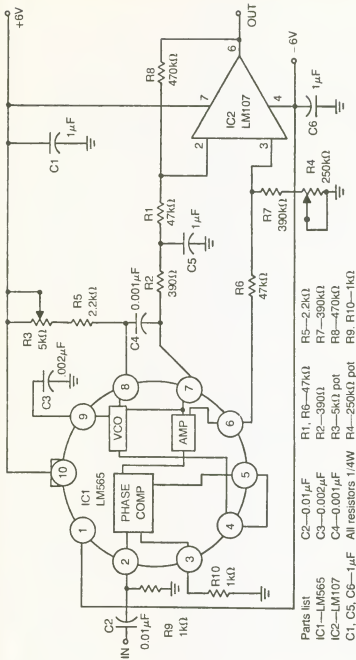 +6V
R3
5kΩ
R5
2.2kΩ
C1
1µF
C3
.002µF
C4
0.001µF
R8
470kΩ
OUT
IC1
LM565
1
10
9
8
VCO
PHASE
COMP
AMP
2
3
4
5
6
7
IN
C2
0.01µF
R9
1kΩ
R10
1kΩ
R2
390Ω
C5
1µF
R1
47kΩ
R6
47kΩ
2
3
7
6
4
IC2
LM107
R7
390kΩ
R4
250kΩ
−6V
C6
1µF
Parts list C2—0.01µF R1, R6—47kΩ R5—2.2kΩ
IC1—LM565 C3—0.002µF R2—390Ω R7—390kΩ
IC2—LM107 C4—0.001µF R3—5kΩ pot R8—470kΩ
C1, C5, C6—1µF All resistors 1/4W R4—250kΩ pot R9, R10—1kΩ